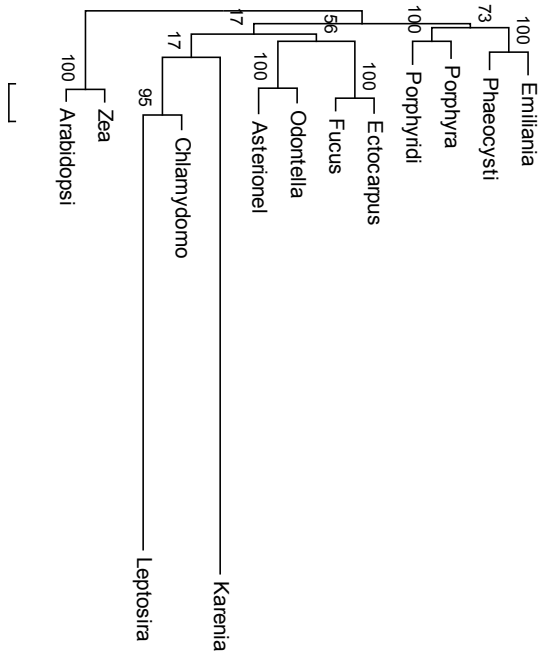 Emiliania
100
Phaeocysti
73
Porphyra
100
Porphyridi
Ectocarpus
100
Fucus
56
Odontella
100
Asterionel
17
Karenia
17
Chlamydomo
95
Leptosira
Zea
100
Arabidopsi